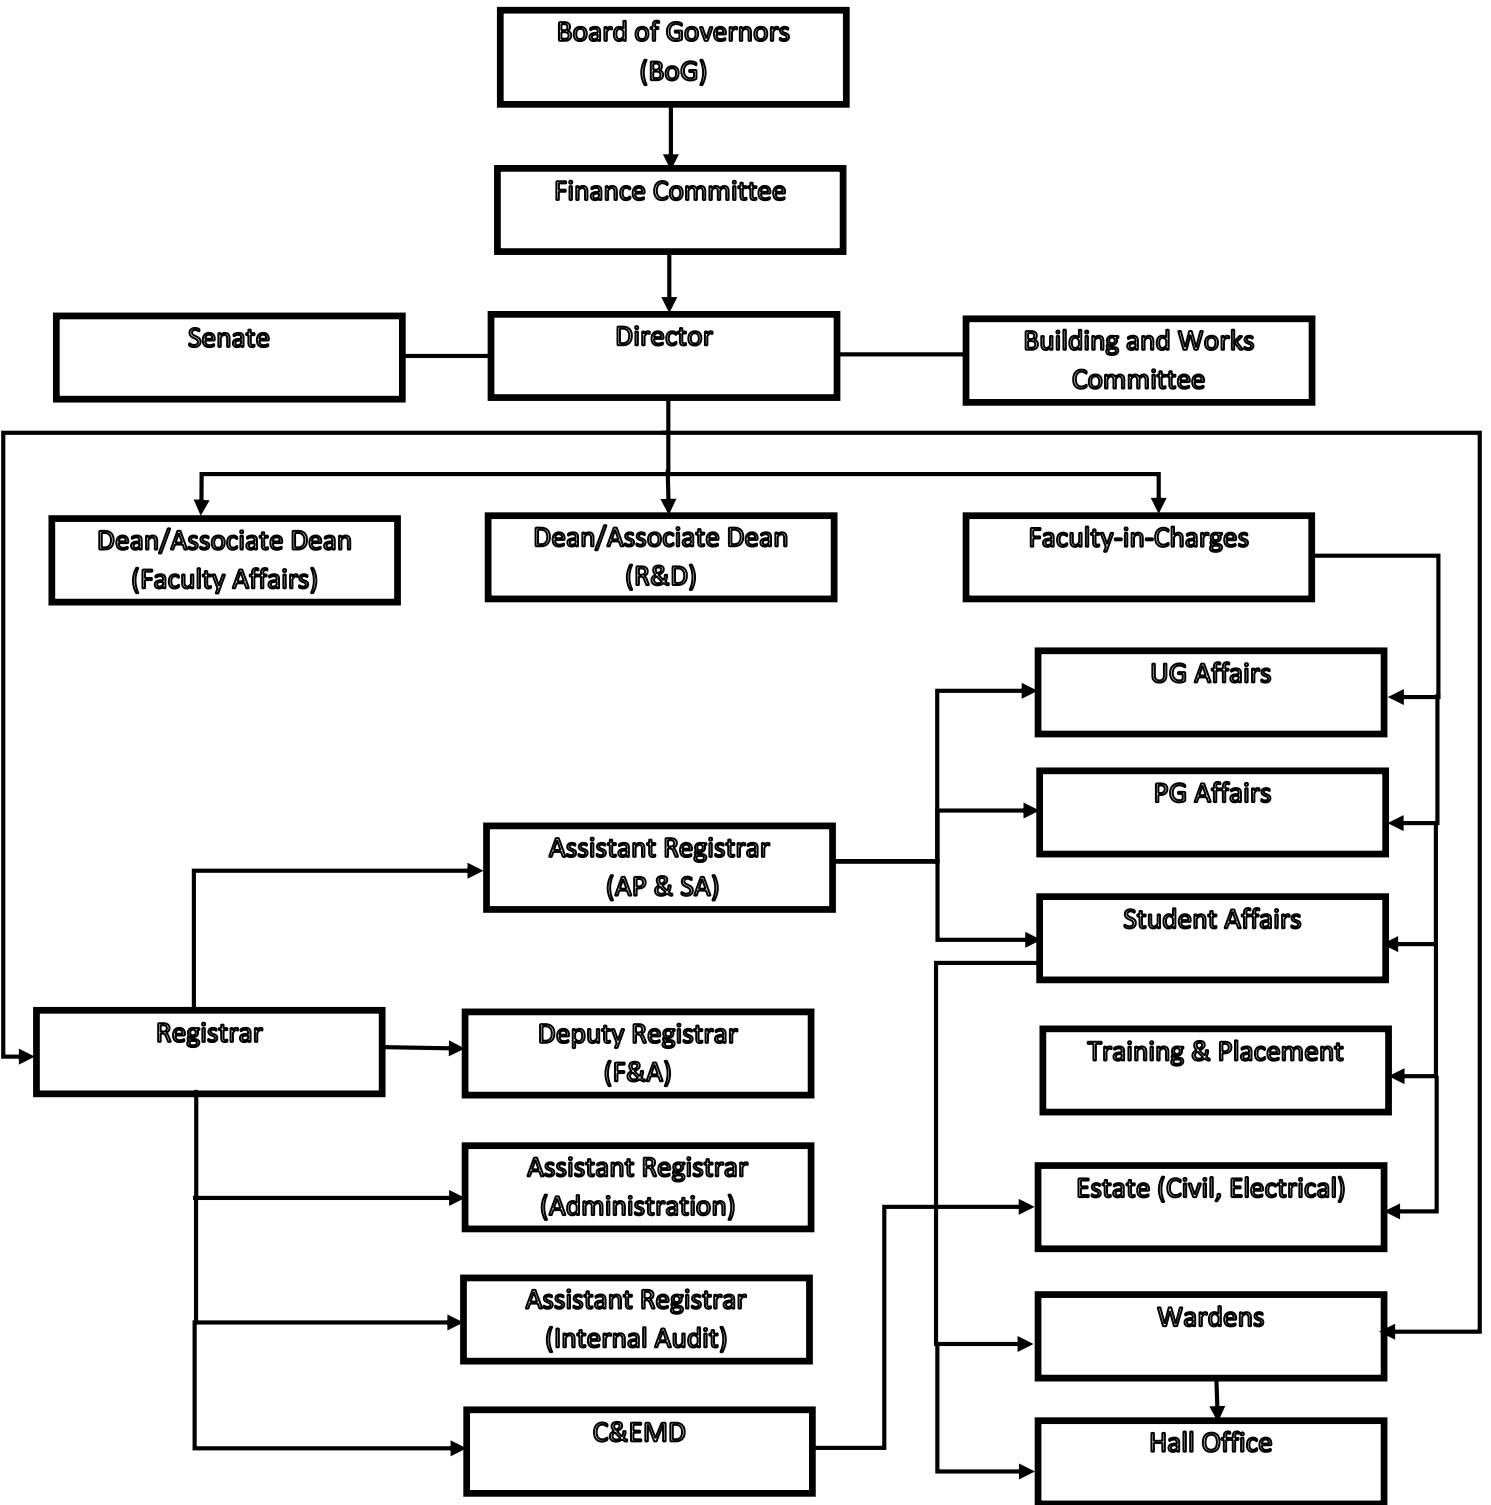 Board of Governors
(BoG)
Finance Committee
Senate
Director
Building and Works
Committee
Dean/Associate Dean
(Faculty Affairs)
Dean/Associate Dean
(R&D)
Faculty-in-Charges
UG Affairs
PG Affairs
Assistant Registrar
(AP & SA)
Student Affairs
Registrar
Deputy Registrar
(F&A)
Training & Placement
Assistant Registrar
(Administration)
Estate (Civil, Electrical)
Assistant Registrar
(Internal Audit)
Wardens
C&EMD
Hall Office